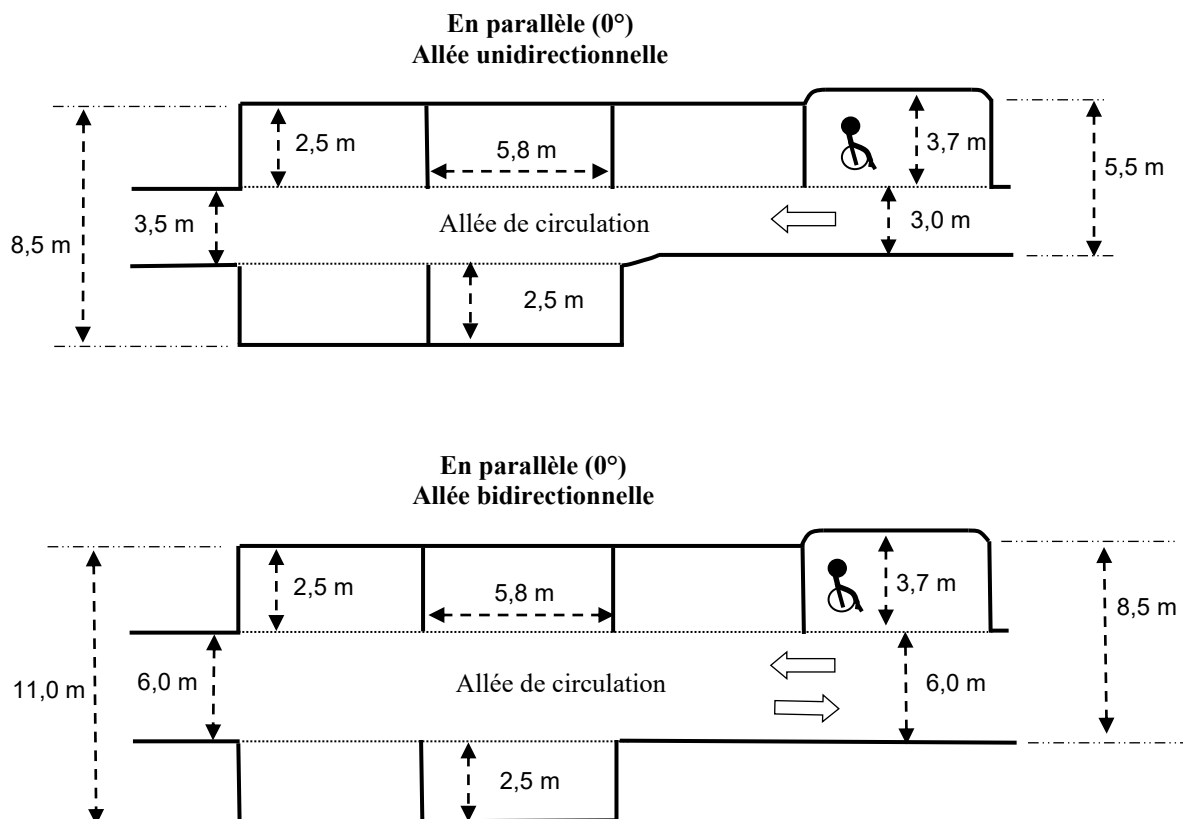 En parallèle (0°)
Allée unidirectionnelle
2,5 m
5,8 m
3,7 m
5,5 m
8,5 m
3,5 m
Allée de circulation
3,0 m
2,5 m
En parallèle (0°)
Allée bidirectionnelle
2,5 m
5,8 m
3,7 m
8,5 m
11,0 m
6,0 m
Allée de circulation
6,0 m
2,5 m